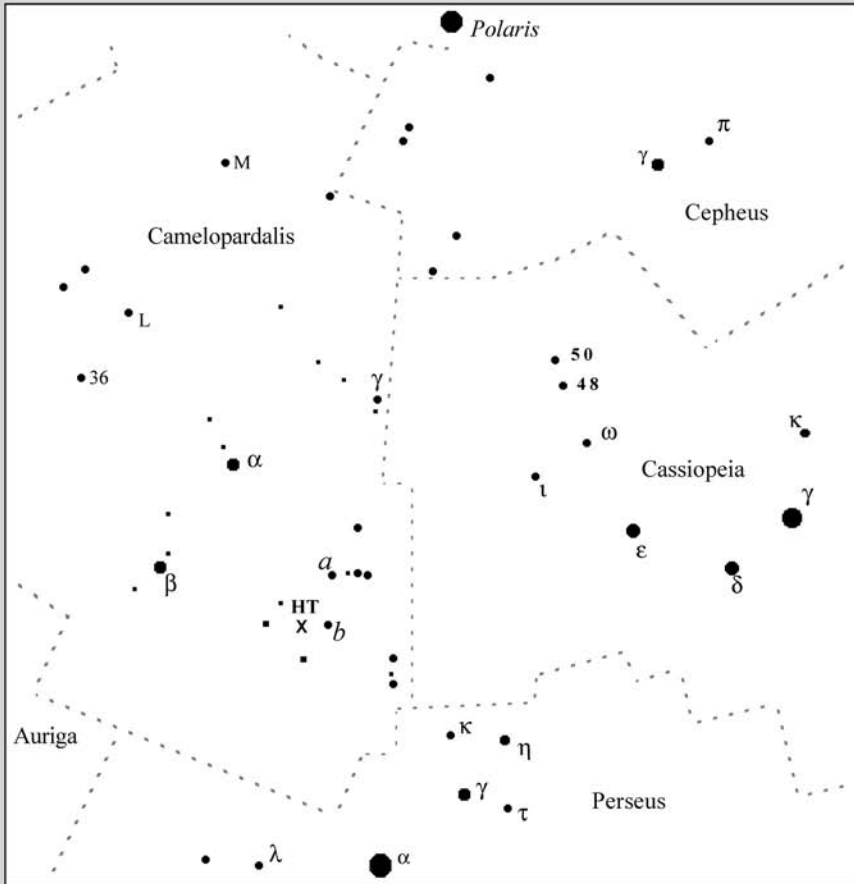 Polaris
π
γ
M
Cepheus
Camelopardalis
L
50
36
48
γ
κ
ω
α
Cassiopeia
ι
γ
ε
a
β
δ
HT
X
b
κ
Auriga
η
γ
Perseus
τ
λ
α